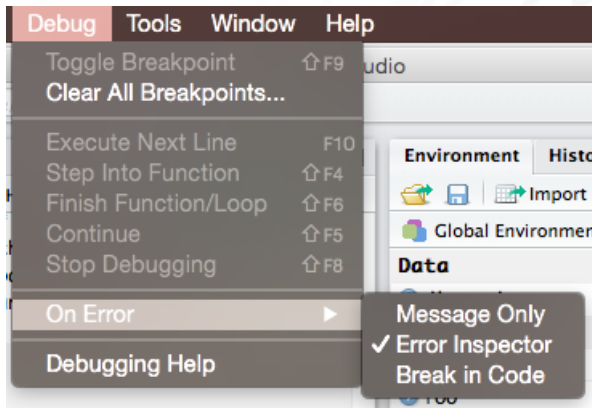 Debug Tools Window Help
Toggle Breakpoint ⇧F9
Clear All Breakpoints...
Execute Next Line F10
Step Into Function ⇧F4
Finish Function/Loop ⇧F6
Continue ⇧F5
Stop Debugging ⇧F8
On Error ▶
Debugging Help
Message Only
✓ Error Inspector
Break in Code
udio
Environment Histo
Import
Global Environmen
Data